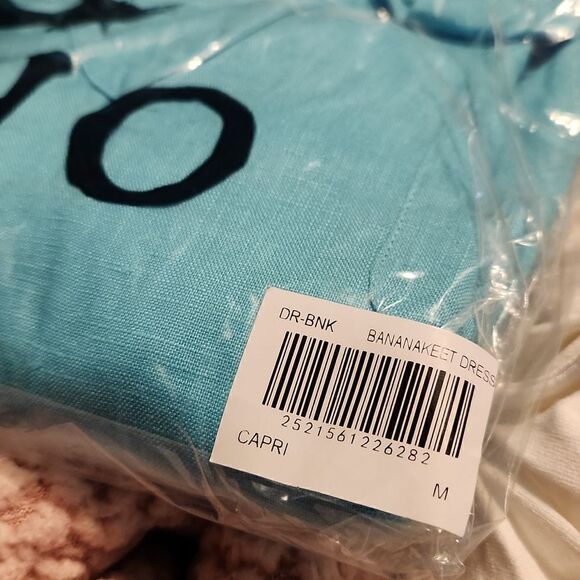 DR-BNK BANANAKEET DRESS
2521561226282
CAPRI M